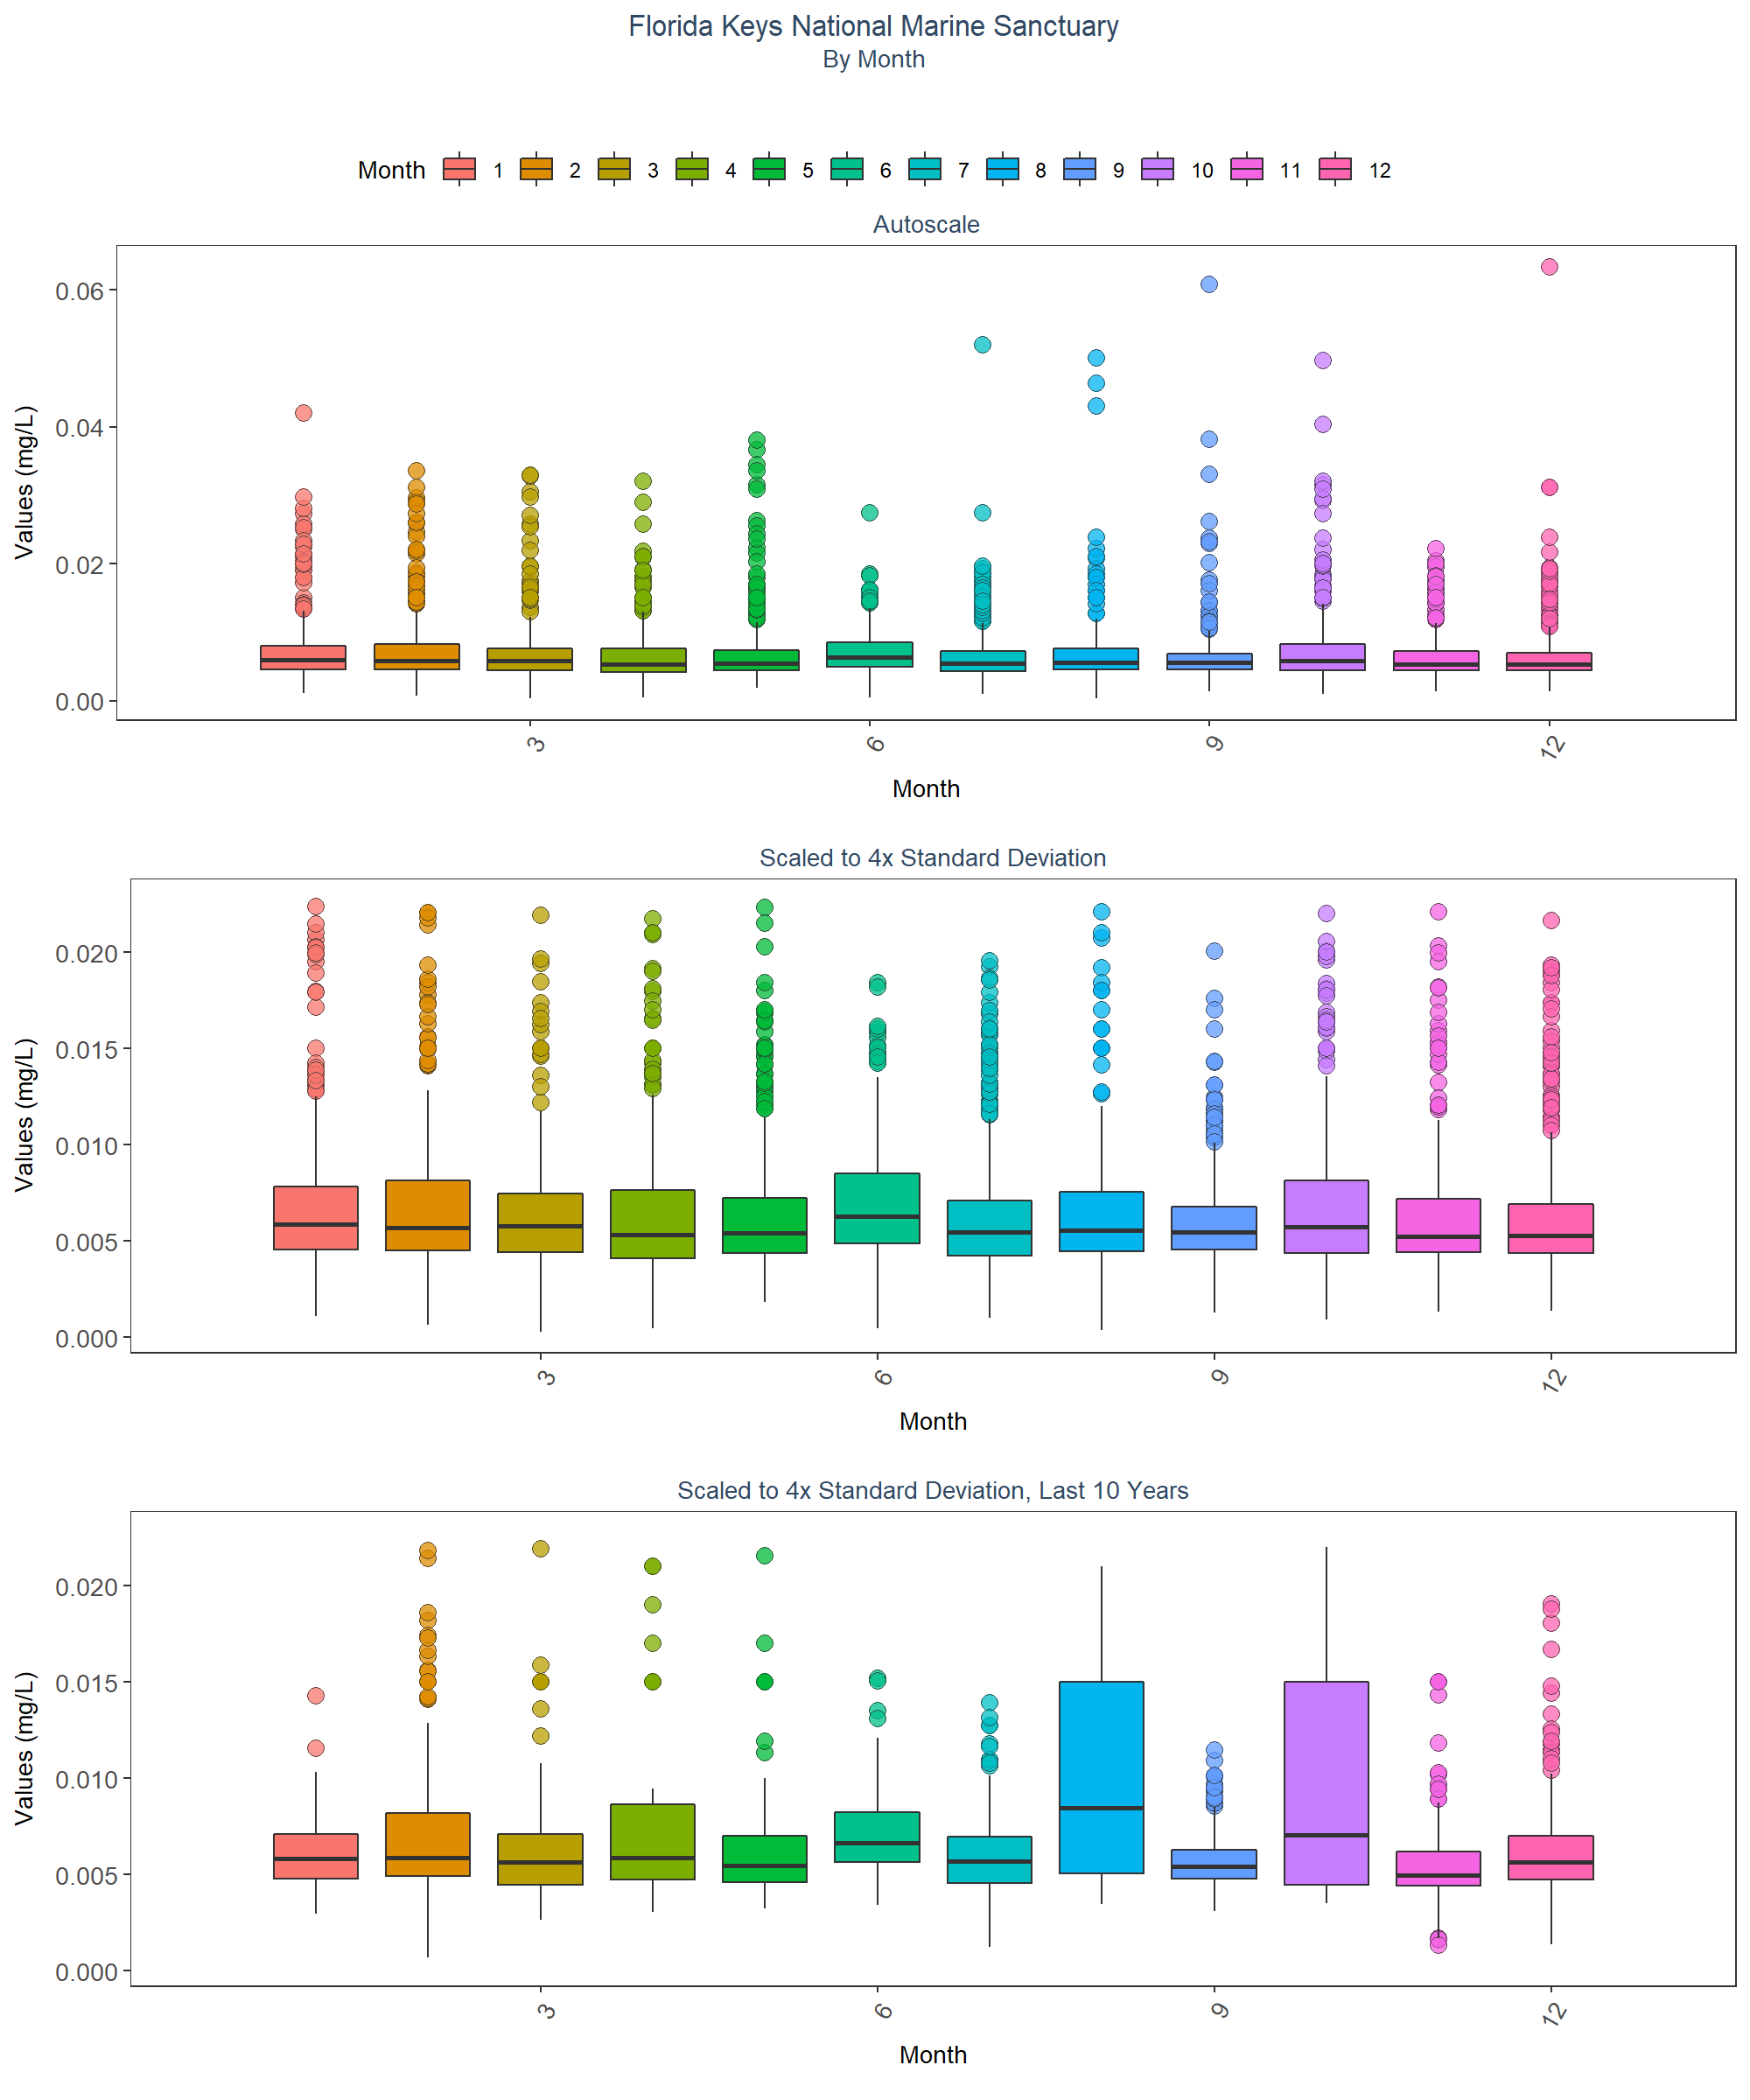 Florida Keys National Marine Sanctuary
By Month
Month 1 2 3 4 5 6 7 8 9 10 11 12
Autoscale
Values (mg/L)
0.06
0.04
0.02
0.00
3 6 9 12
Month
Scaled to 4x Standard Deviation
Values (mg/L)
0.020
0.015
0.010
0.005
0.000
3 6 9 12
Month
Scaled to 4x Standard Deviation, Last 10 Years
Values (mg/L)
0.020
0.015
0.010
0.005
0.000
3 6 9 12
Month